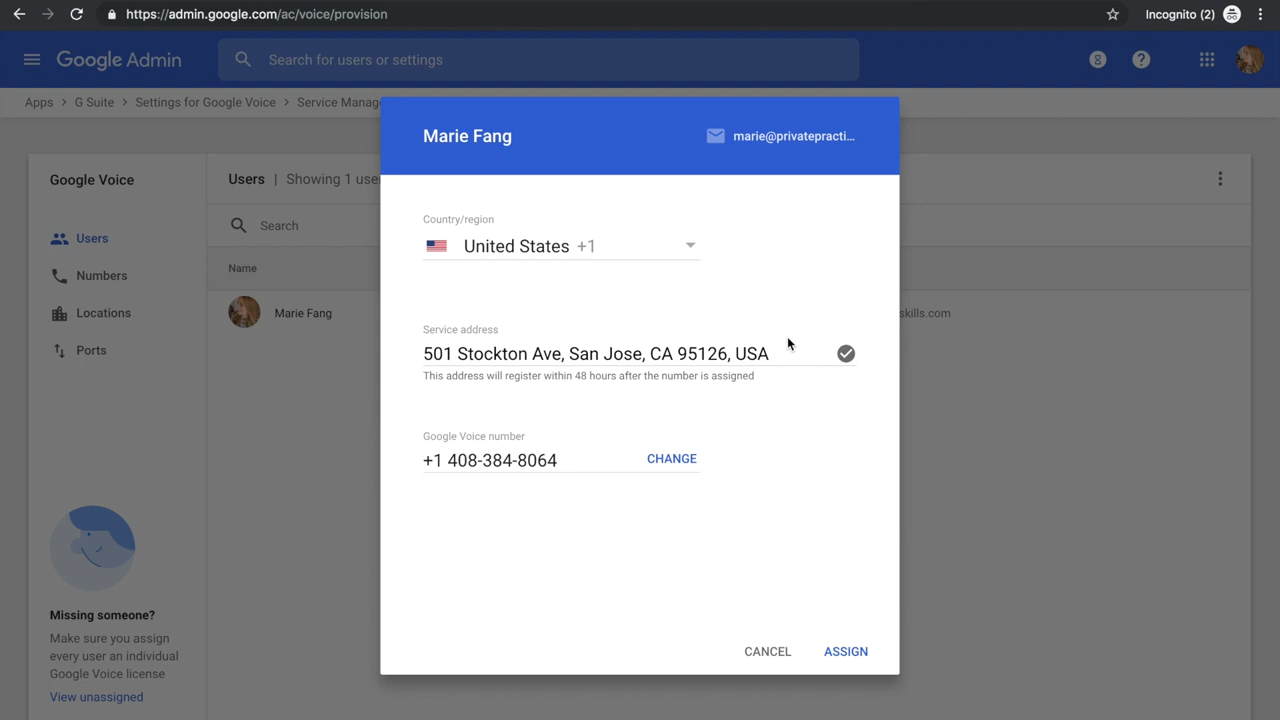 https://admin.google.com/ac/voice/provision
Incognito (2)
Google Admin
Search for users or settings
Apps > G Suite > Settings for Google Voice > Service Manag
Marie Fang
marie@privatepracti...
Google Voice
Users | Showing 1 use
Country/region
United States +1
Search
Users
Numbers
Name
Locations
Marie Fang
skills.com
Service address
501 Stockton Ave, San Jose, CA 95126, USA
This address will register within 48 hours after the number is assigned
Ports
Google Voice number
+1 408-384-8064
CHANGE
Missing someone?
Make sure you assign
every user an individual
Google Voice license
View unassigned
CANCEL
ASSIGN